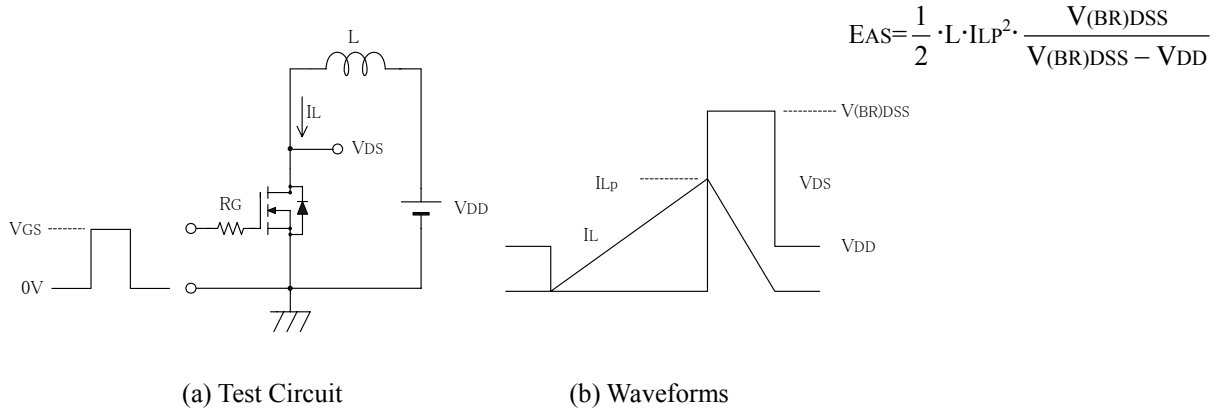 EAS=1/2 ·L·ILP²· V(BR)DSS / V(BR)DSS – VDD
L
IL
VDS
RG
VDD
VGS
0V
V(BR)DSS
ILp
VDS
IL
VDD
(a) Test Circuit
(b) Waveforms